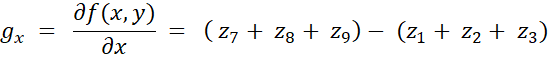 g_x = ∂f(x,y)/∂x = (z_7 + z_8 + z_9) − (z_1 + z_2 + z_3)